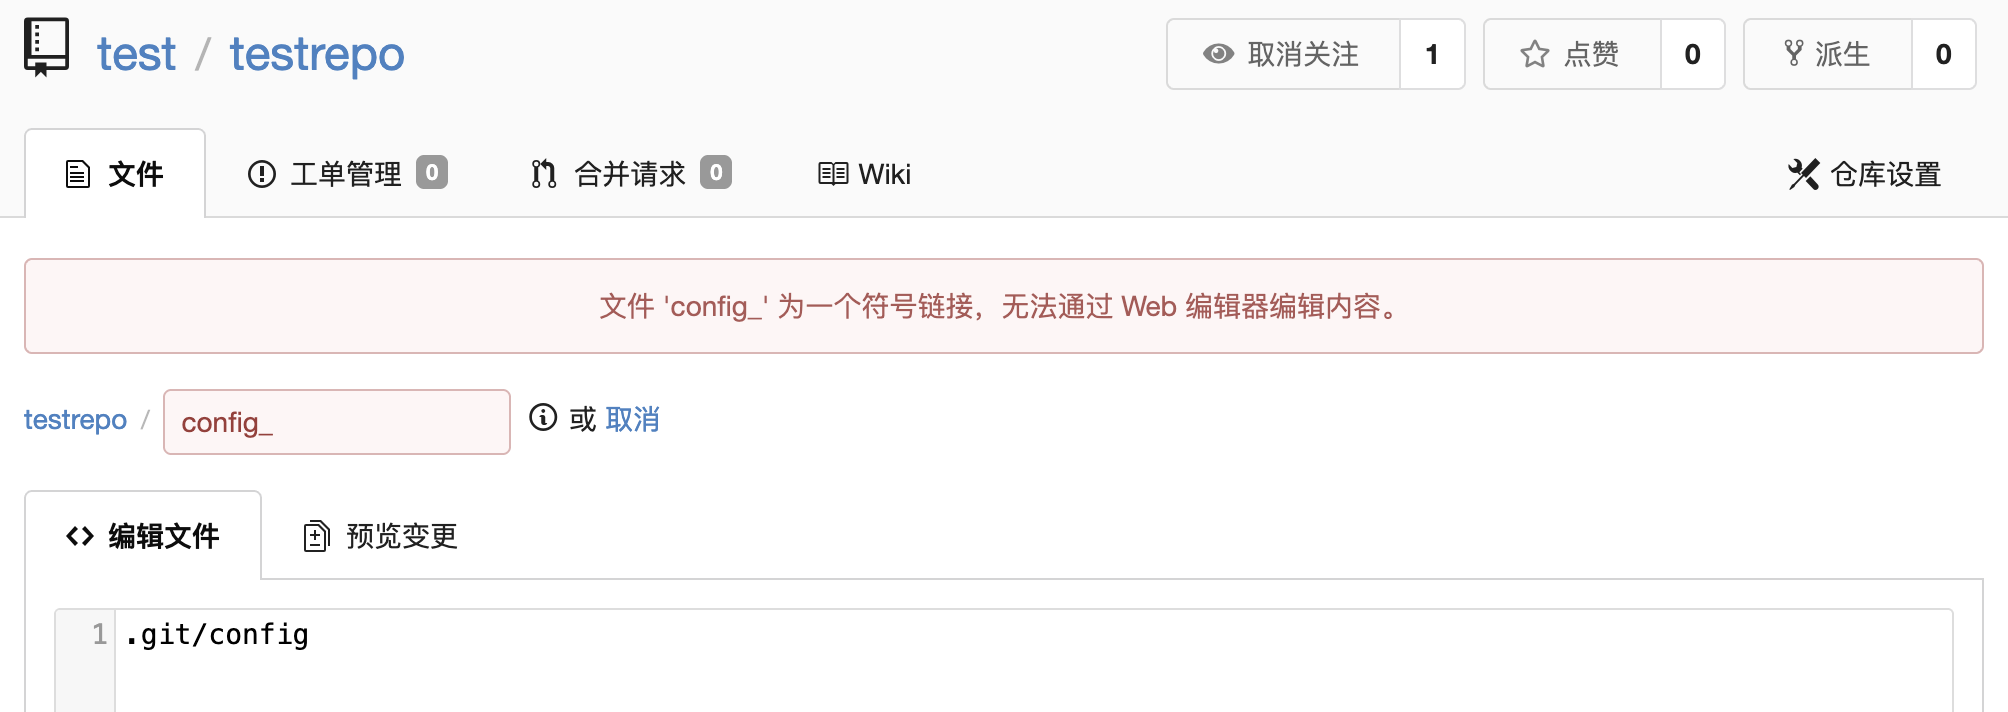 test / testrepo
取消关注 1 点赞 0 派生 0
文件 工单管理 0 合并请求 0 Wiki 仓库设置
文件 'config_' 为一个符号链接，无法通过 Web 编辑器编辑内容。
testrepo / config_ 或 取消
编辑文件 预览变更
1 .git/config